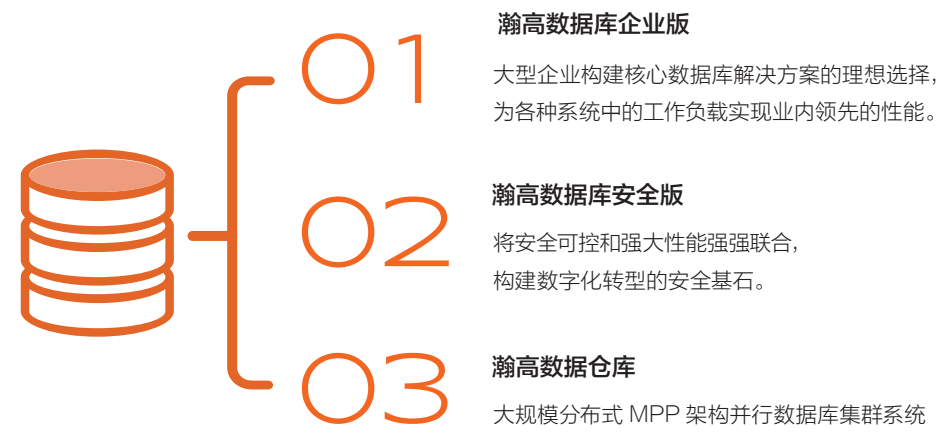 01
瀚高数据库企业版
大型企业构建核心数据库解决方案的理想选择，
为各种系统中的工作负载实现业内领先的性能。
02
瀚高数据库安全版
将安全可控和强大性能强强联合，
构建数字化转型的安全基石。
03
瀚高数据仓库
大规模分布式 MPP 架构并行数据库集群系统